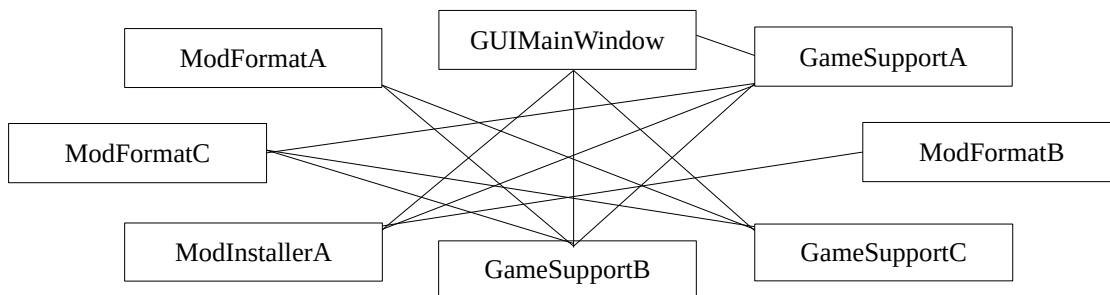 GUIMainWindow
ModFormatA
GameSupportA
ModFormatC
ModFormatB
ModInstallerA
GameSupportB
GameSupportC